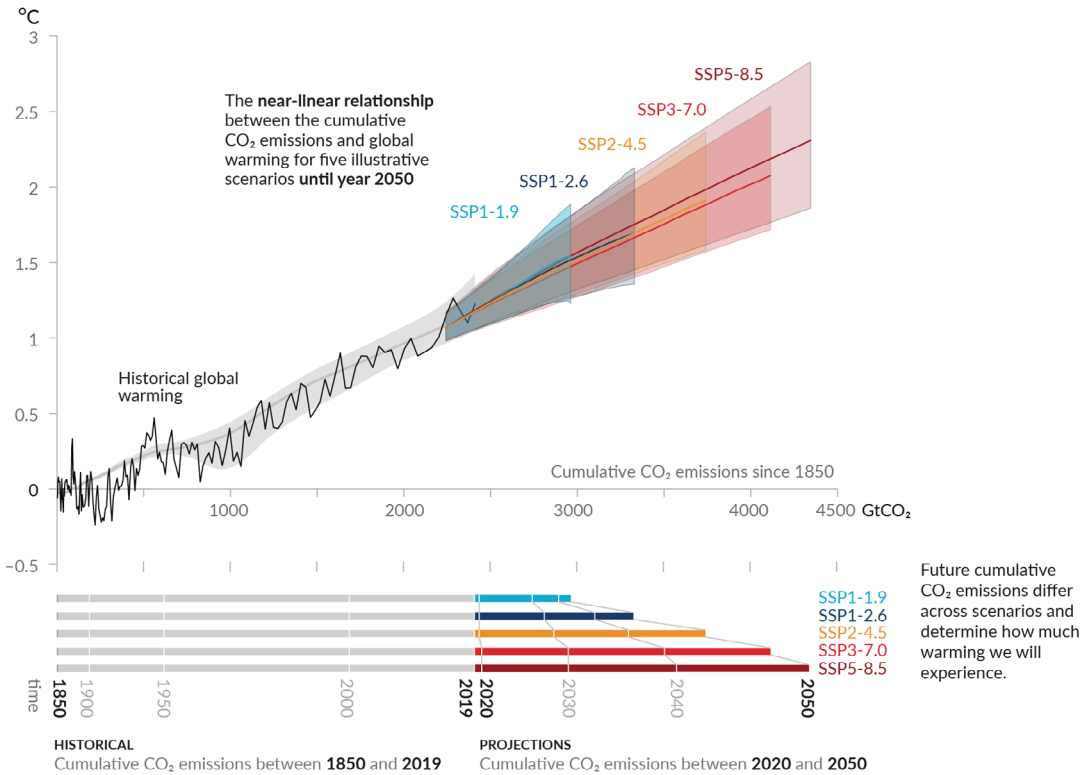 °C
3
2.5
2
1.5
1
0.5
0
−0.5
The near-linear relationship
between the cumulative
CO₂ emissions and global
warming for five illustrative
scenarios until year 2050
SSP5-8.5
SSP3-7.0
SSP2-4.5
SSP1-2.6
SSP1-1.9
Historical global
warming
Cumulative CO₂ emissions since 1850
1000
2000
3000
4000
4500
GtCO₂
SSP1-1.9
SSP1-2.6
SSP2-4.5
SSP3-7.0
SSP5-8.5
Future cumulative
CO₂ emissions differ
across scenarios and
determine how much
warming we will
experience.
time
1850
1900
1950
2000
2019
2020
2030
2040
2050
HISTORICAL
Cumulative CO₂ emissions between 1850 and 2019
PROJECTIONS
Cumulative CO₂ emissions between 2020 and 2050